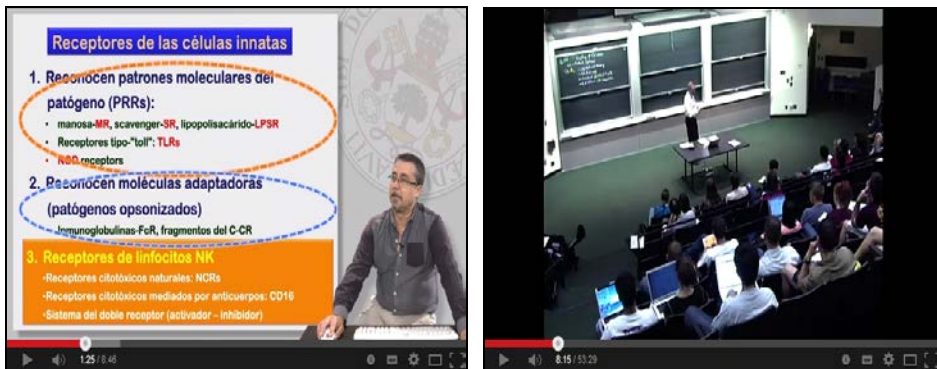 Receptores de las células innatas
1. Reconocen patrones moleculares del
patógeno (PRRs):
• manosa-MR, scavenger-SR, lipopolisacárido-LPSR
• Receptores tipo-"toll": TLRs
• NOD receptors
2. Reconocen moléculas adaptadoras
(patógenos opsonizados)
Inmunoglobulinas-FcR, fragmentos del C-CR
3. Receptores de linfocitos NK
•Receptores citotóxicos naturales: NCRs
•Receptores citotóxicos mediados por anticuerpos: CD16
•Sistema del doble receptor (activador – inhibidor)
1:25 / 8:46
8:15 / 53:29